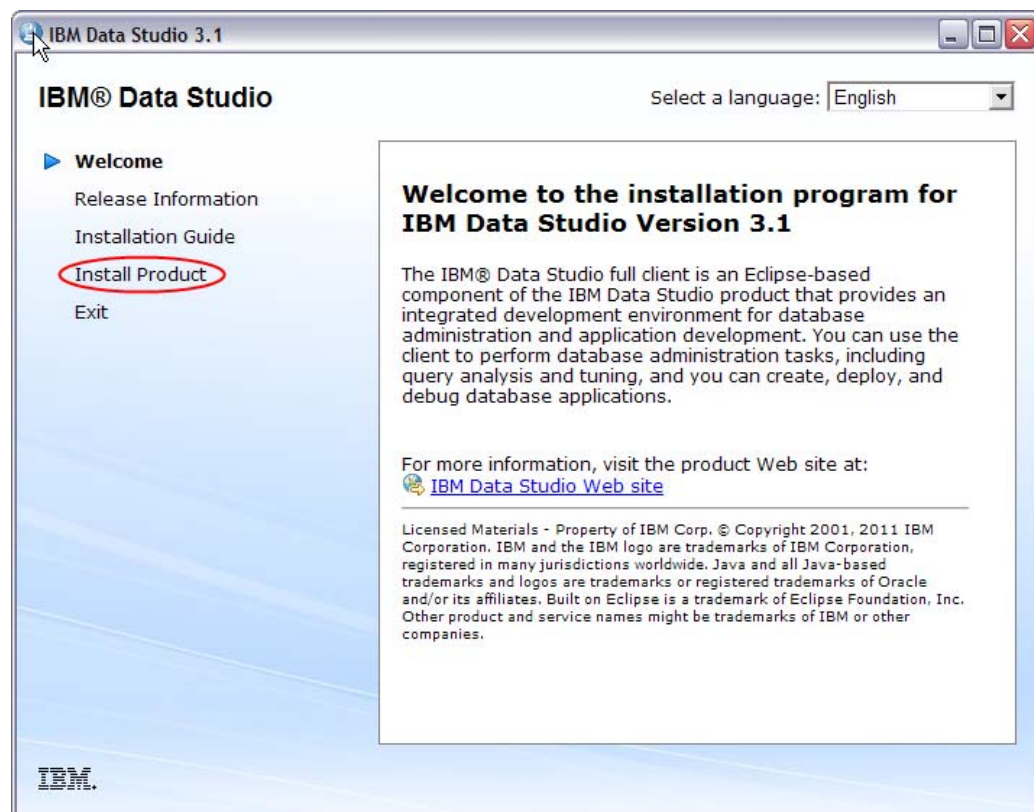 IBM Data Studio 3.1
IBM® Data Studio
Select a language: English
Welcome
Release Information
Installation Guide
Install Product
Exit
Welcome to the installation program for
IBM Data Studio Version 3.1
The IBM® Data Studio full client is an Eclipse-based
component of the IBM Data Studio product that provides an
integrated development environment for database
administration and application development. You can use the
client to perform database administration tasks, including
query analysis and tuning, and you can create, deploy, and
debug database applications.
For more information, visit the product Web site at:
IBM Data Studio Web site
Licensed Materials - Property of IBM Corp. © Copyright 2001, 2011 IBM
Corporation. IBM and the IBM logo are trademarks of IBM Corporation,
registered in many jurisdictions worldwide. Java and all Java-based
trademarks and logos are trademarks or registered trademarks of Oracle
and/or its affiliates. Built on Eclipse is a trademark of Eclipse Foundation, Inc.
Other product and service names might be trademarks of IBM or other
companies.
IBM.